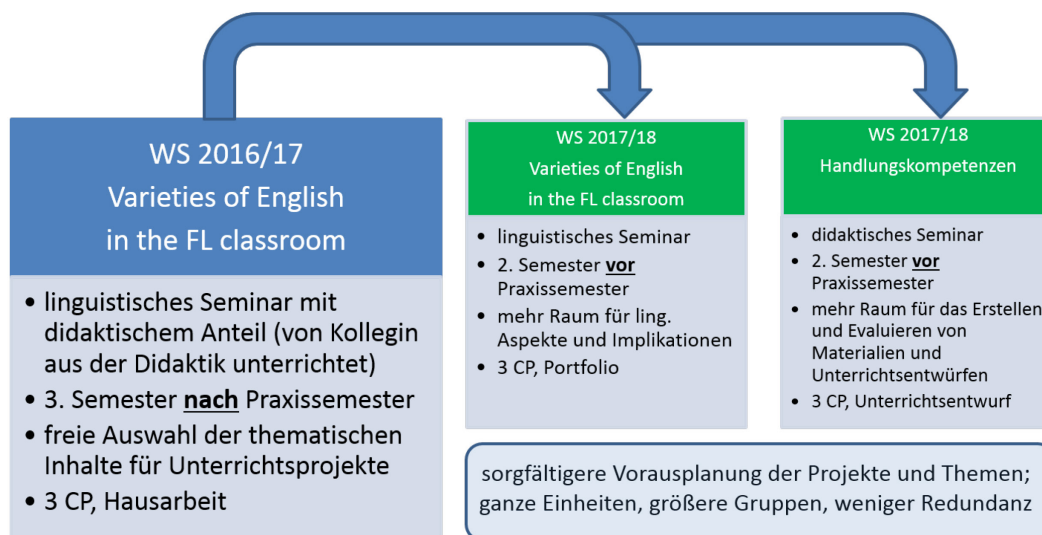 WS 2016/17
Varieties of English
in the FL classroom
• linguistisches Seminar mit
didaktischem Anteil (von Kollegin
aus der Didaktik unterrichtet)
• 3. Semester nach Praxissemester
• freie Auswahl der thematischen
Inhalte für Unterrichtsprojekte
• 3 CP, Hausarbeit
WS 2017/18
Varieties of English
in the FL classroom
• linguistisches Seminar
• 2. Semester vor
Praxissemester
• mehr Raum für ling.
Aspekte und Implikationen
• 3 CP, Portfolio
WS 2017/18
Handlungskompetenzen
• didaktisches Seminar
• 2. Semester vor
Praxissemester
• mehr Raum für das Erstellen
und Evaluieren von
Materialien und
Unterrichtsentwürfen
• 3 CP, Unterrichtsentwurf
sorgfältigere Vorausplanung der Projekte und Themen;
ganze Einheiten, größere Gruppen, weniger Redundanz